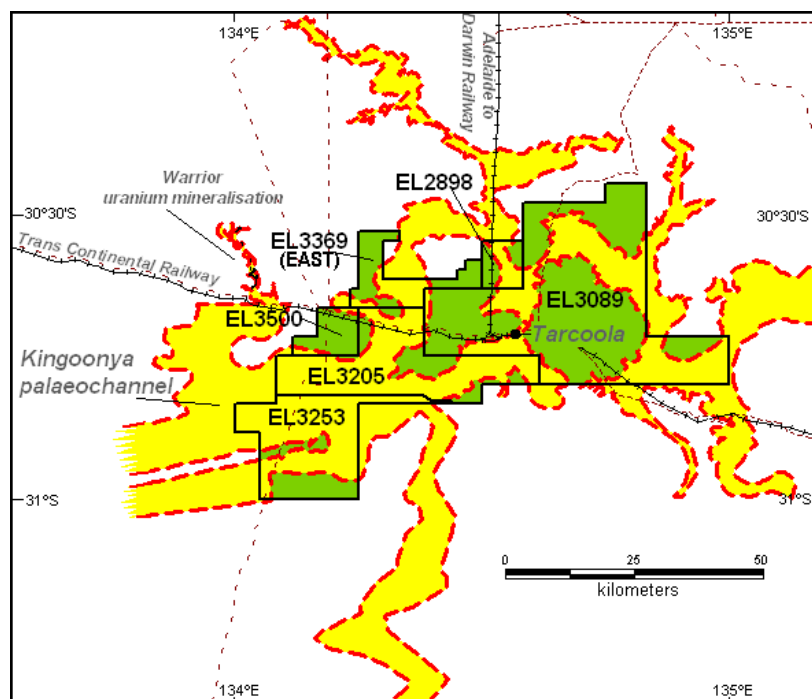 134°E
135°E
Adelaide to
Darwin Railway
Warrior
uranium mineralisation
EL2898
30°30'S
30°30'S
EL3369
(EAST)
Trans Continental Railway
EL3089
EL3500
Tarcoola
Kingoonya
palaeochannel
EL3205
EL3253
31°S
31°S
0
25
50
kilometers
134°E
135°E